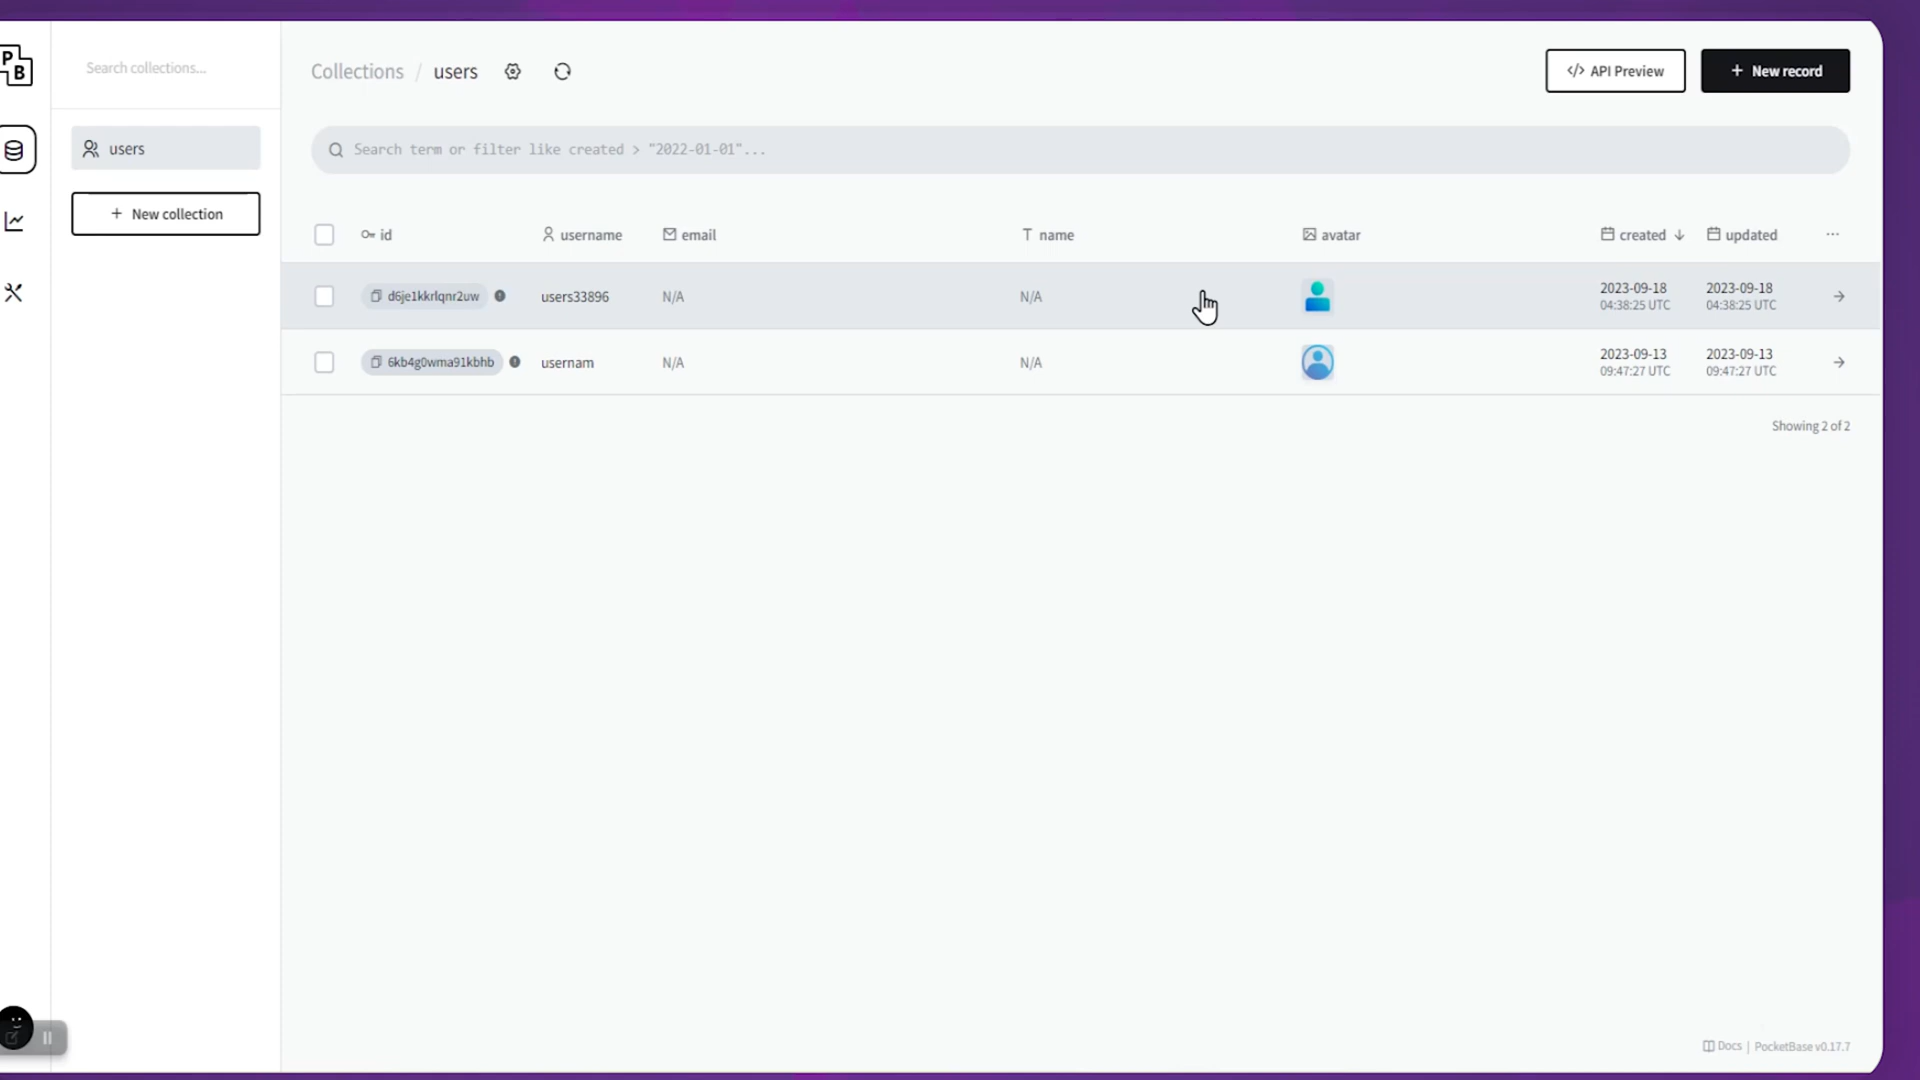 P
B
Search collections...
users
+ New collection
Collections / users
</> API Preview
+ New record
Search term or filter like created > "2022-01-01"...
id username email name avatar created updated
d6je1kkrlqnr2uw users33896 N/A N/A 2023-09-18 04:38:25 UTC 2023-09-18 04:38:25 UTC
6kb4g0wma91kbhb usernam N/A N/A 2023-09-13 09:47:27 UTC 2023-09-13 09:47:27 UTC
Showing 2 of 2
Docs | PocketBase v0.17.7